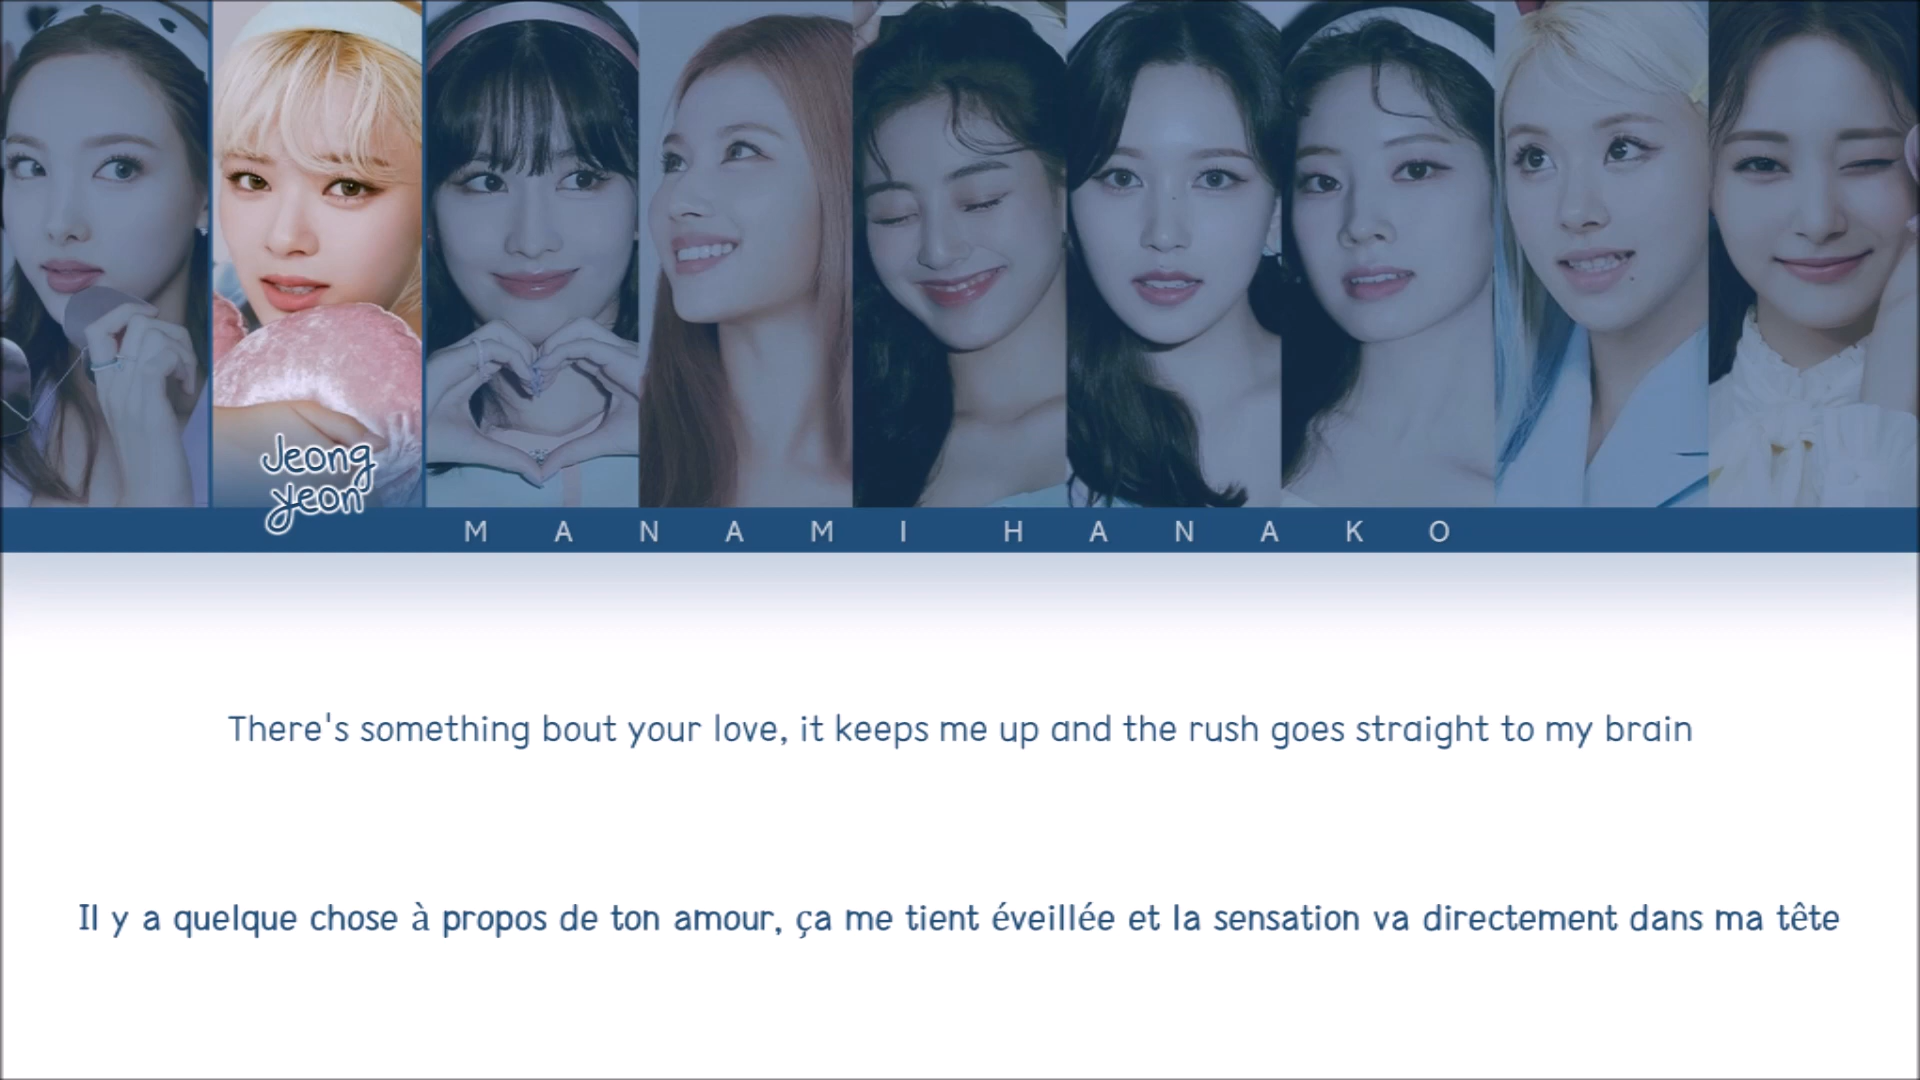 Jeong
yeon
MANAMI HANAKO
There's something bout your love, it keeps me up and the rush goes straight to my brain
Il y a quelque chose à propos de ton amour, ça me tient éveillée et la sensation va directement dans ma tête